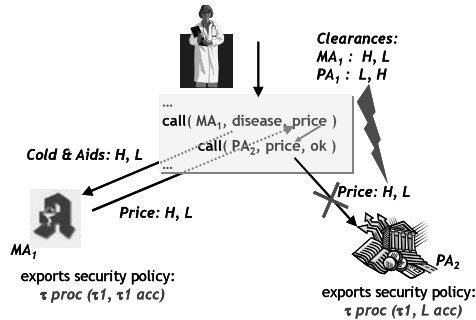 Clearances:
MA1 : H, L
PA1 : L, H
...
call( MA1, disease, price )
call( PA2, price, ok )
...
Cold & Aids: H, L
Price: H, L
Price: H, L
MA1
PA2
exports security policy:
τ proc (τ1, τ1 acc)
exports security policy:
τ proc (τ1, L acc)